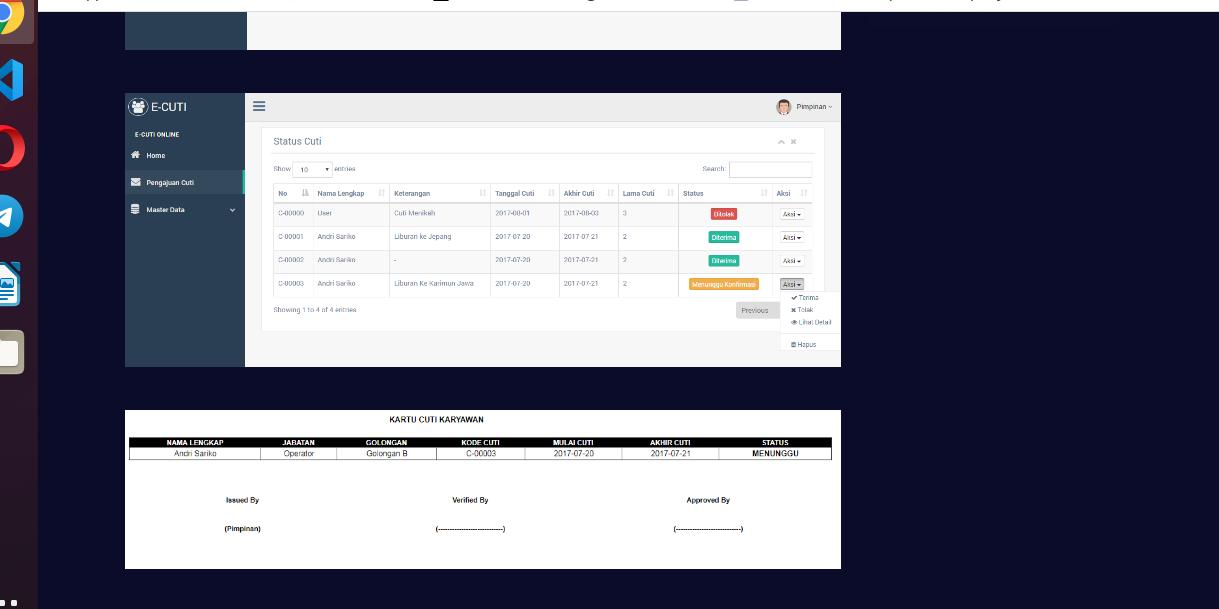 E-CUTI
Pimpinan
E-CUTI ONLINE
Home
Pengajuan Cuti
Master Data
Status Cuti
Show 10 entries
Search:
No Nama Lengkap Keterangan Tanggal Cuti Akhir Cuti Lama Cuti Status Aksi
C-00000 User Cuti Menikah 2017-08-01 2017-08-03 3 Ditolak Aksi
C-00001 Andri Sariko Liburan ke Jepang 2017-07-20 2017-07-21 2 Diterima Aksi
C-00002 Andri Sariko - 2017-07-20 2017-07-21 2 Diterima Aksi
C-00003 Andri Sariko Liburan Ke Karimun Jawa 2017-07-20 2017-07-21 2 Menunggu Konfirmasi Aksi
Terima
Tolak
Lihat Detail
Hapus
Showing 1 to 4 of 4 entries
Previous
KARTU CUTI KARYAWAN
NAMA LENGKAP JABATAN GOLONGAN KODE CUTI MULAI CUTI AKHIR CUTI STATUS
Andri Sariko Operator Golongan B C-00003 2017-07-20 2017-07-21 MENUNGGU
Issued By Verified By Approved By
(Pimpinan) (--------------------------) (--------------------------)